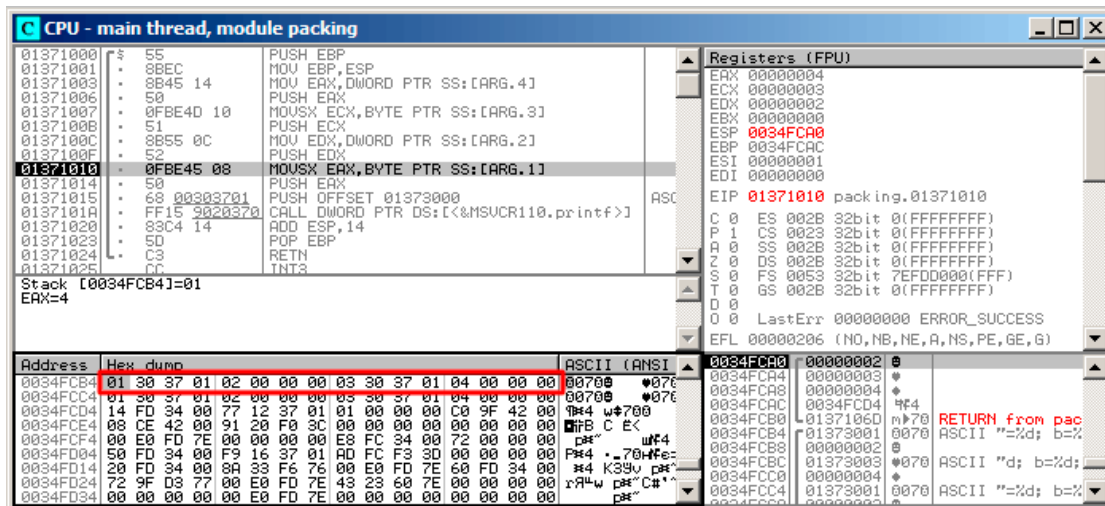 CPU - main thread, module packing
01371000 $ 55 PUSH EBP
01371001 . 8BEC MOV EBP,ESP
01371003 . 8B45 14 MOV EAX,DWORD PTR SS:[ARG.4]
01371006 . 50 PUSH EAX
01371007 . 0FBE4D 10 MOVSX ECX,BYTE PTR SS:[ARG.3]
0137100B . 51 PUSH ECX
0137100C . 8B55 0C MOV EDX,DWORD PTR SS:[ARG.2]
0137100F . 52 PUSH EDX
01371010 . 0FBE45 08 MOVSX EAX,BYTE PTR SS:[ARG.1]
01371014 . 50 PUSH EAX
01371015 . 68 00303701 PUSH OFFSET 01373000 ASC
0137101A . FF15 9020370 CALL DWORD PTR DS:[<&MSVCR110.printf>]
01371020 . 83C4 14 ADD ESP,14
01371023 . 5D POP EBP
01371024 . C3 RETN
01371025 CC INT3
Stack [0034FCB4]=01
EAX=4
Registers (FPU)
EAX 00000004
ECX 00000003
EDX 00000002
EBX 00000000
ESP 0034FCA0
EBP 0034FCAC
ESI 00000001
EDI 00000000
EIP 01371010 packing.01371010
C 0 ES 002B 32bit 0(FFFFFFFF)
P 1 CS 0023 32bit 0(FFFFFFFF)
A 0 SS 002B 32bit 0(FFFFFFFF)
Z 0 DS 002B 32bit 0(FFFFFFFF)
S 0 FS 0053 32bit 7EFDD000(FFF)
T 0 GS 002B 32bit 0(FFFFFFFF)
D 0
O 0 LastErr 00000000 ERROR_SUCCESS
EFL 00000206 (NO,NB,NE,A,NS,PE,GE,G)
Address Hex dump ASCII (ANSI
0034FCB4 01 30 37 01 02 00 00 00 03 30 37 01 04 00 00 00
0034FCC4 01 30 37 01 02 00 00 00 03 30 37 01 04 00 00 00
0034FCD4 14 FD 34 00 77 12 37 01 01 00 00 00 C0 9F 42 00
0034FCE4 08 CE 42 00 91 20 F0 3C 00 00 00 00 00 00 00 00
0034FCF4 00 E0 FD 7E 00 00 00 00 E8 FC 34 00 72 00 00 00
0034FD04 50 FD 34 00 F9 16 37 01 AD FC F3 3D 00 00 00 00
0034FD14 20 FD 34 00 8A 33 F6 76 00 E0 FD 7E 60 FD 34 00
0034FD24 72 9F D3 77 00 E0 FD 7E 43 23 60 7E 00 00 00 00
0034FD34 00 00 00 00 00 E0 FD 7E 00 00 00 00 00 00 00 00
0034FCA0 00000002
0034FCA4 00000003
0034FCA8 00000004
0034FCAC 0034FCD4
0034FCB0 0137106D RETURN from pac
0034FCB4 01373001 ASCII "=%d; b=%
0034FCB8 00000002
0034FCBC 01373003 ASCII "d; b=%d;
0034FCC0 00000004
0034FCC4 01373001 ASCII "=%d; b=%